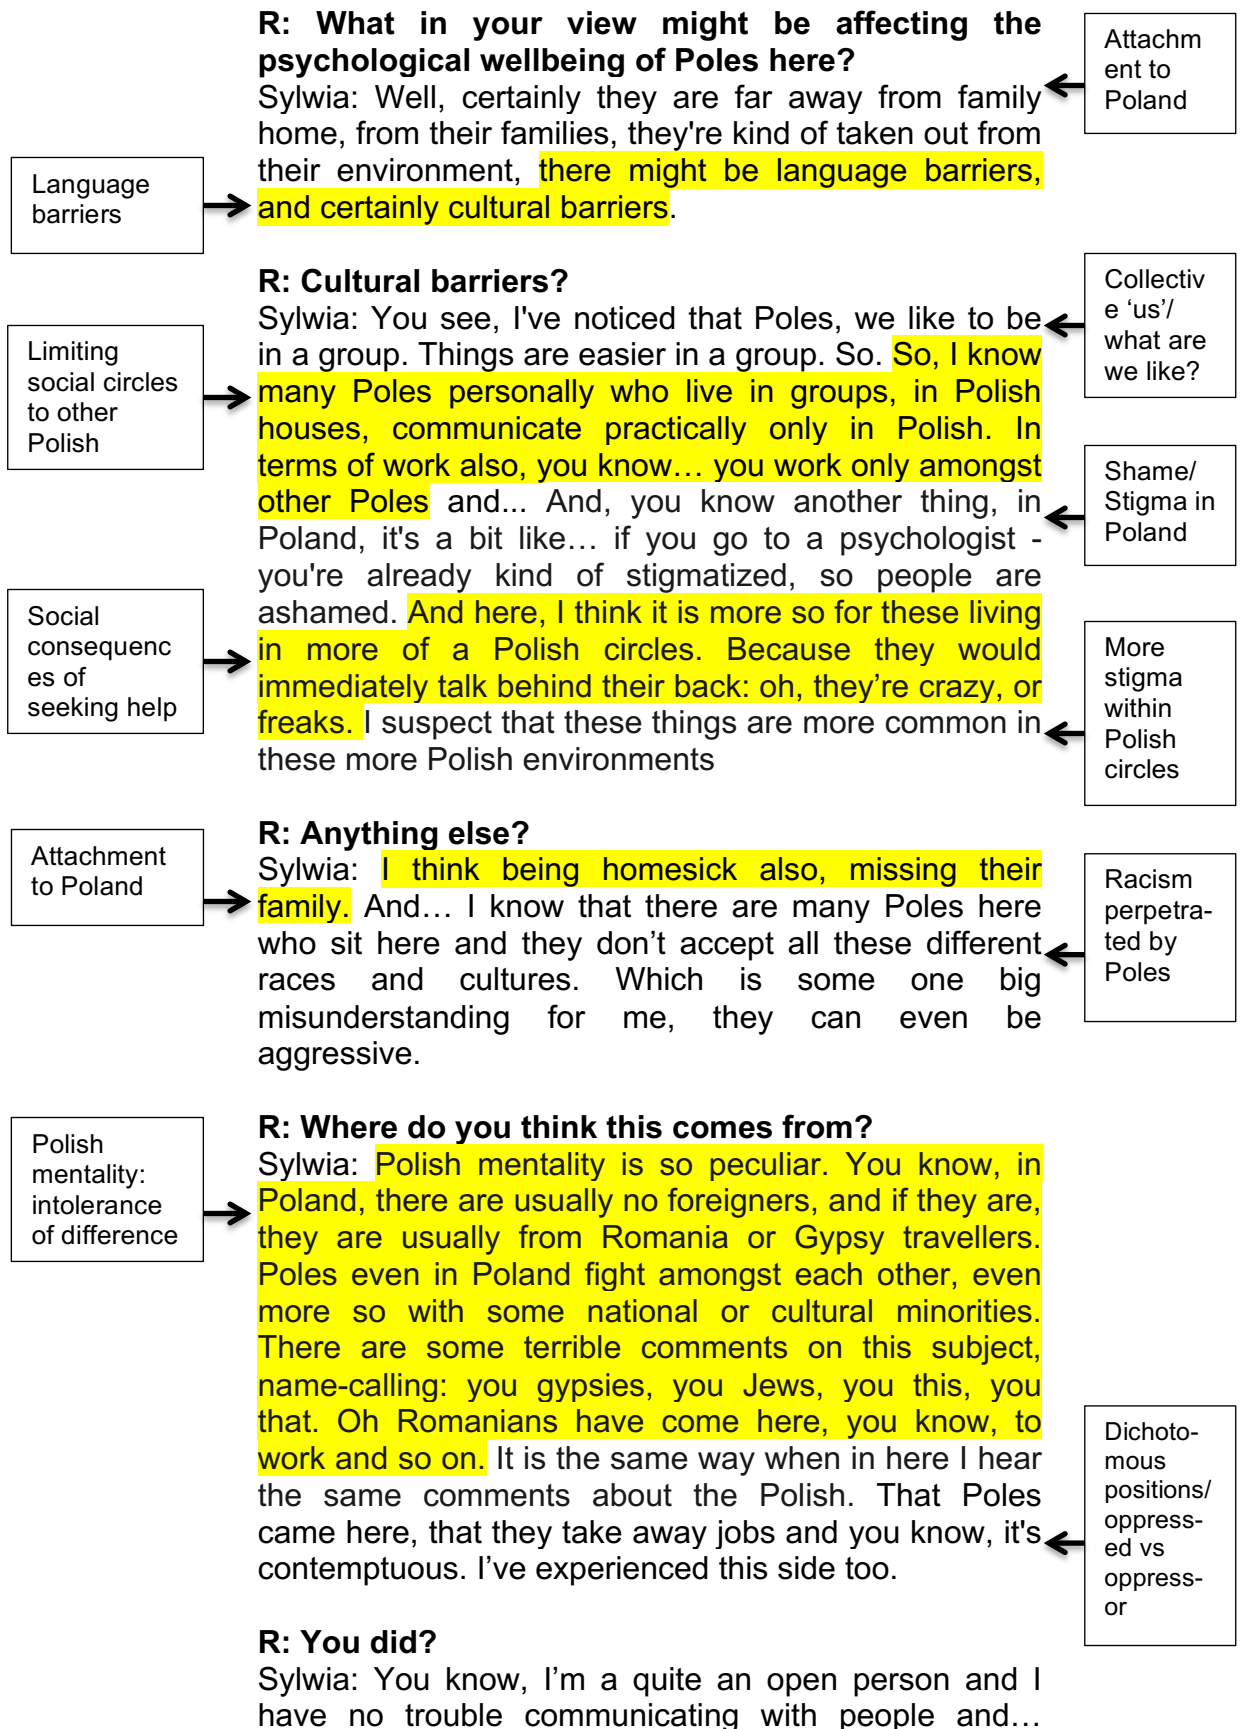 R: What in your view might be affecting the
psychological wellbeing of Poles here?
Sylwia: Well, certainly they are far away from family
home, from their families, they're kind of taken out from
their environment, there might be language barriers,
and certainly cultural barriers.
Attachm
ent to
Poland
Language
barriers
R: Cultural barriers?
Sylwia: You see, I've noticed that Poles, we like to be
in a group. Things are easier in a group. So. So, I know
many Poles personally who live in groups, in Polish
houses, communicate practically only in Polish. In
terms of work also, you know… you work only amongst
other Poles and... And, you know another thing, in
Poland, it's a bit like… if you go to a psychologist -
you're already kind of stigmatized, so people are
ashamed. And here, I think it is more so for these living
in more of a Polish circles. Because they would
immediately talk behind their back: oh, they’re crazy, or
freaks. I suspect that these things are more common in
these more Polish environments
Collectiv
e ‘us’/
what are
we like?
Limiting
social circles
to other
Polish
Shame/
Stigma in
Poland
Social
consequenc
es of
seeking help
More
stigma
within
Polish
circles
R: Anything else?
Sylwia: I think being homesick also, missing their
family. And… I know that there are many Poles here
who sit here and they don’t accept all these different
races and cultures. Which is some one big
misunderstanding for me, they can even be
aggressive.
Attachment
to Poland
Racism
perpetra-
ted by
Poles
R: Where do you think this comes from?
Sylwia: Polish mentality is so peculiar. You know, in
Poland, there are usually no foreigners, and if they are,
they are usually from Romania or Gypsy travellers.
Poles even in Poland fight amongst each other, even
more so with some national or cultural minorities.
There are some terrible comments on this subject,
name-calling: you gypsies, you Jews, you this, you
that. Oh Romanians have come here, you know, to
work and so on. It is the same way when in here I hear
the same comments about the Polish. That Poles
came here, that they take away jobs and you know, it's
contemptuous. I’ve experienced this side too.
Polish
mentality:
intolerance
of difference
Dichoto-
mous
positions/
oppress-
ed vs
oppress-
or
R: You did?
Sylwia: You know, I’m a quite an open person and I
have no trouble communicating with people and…